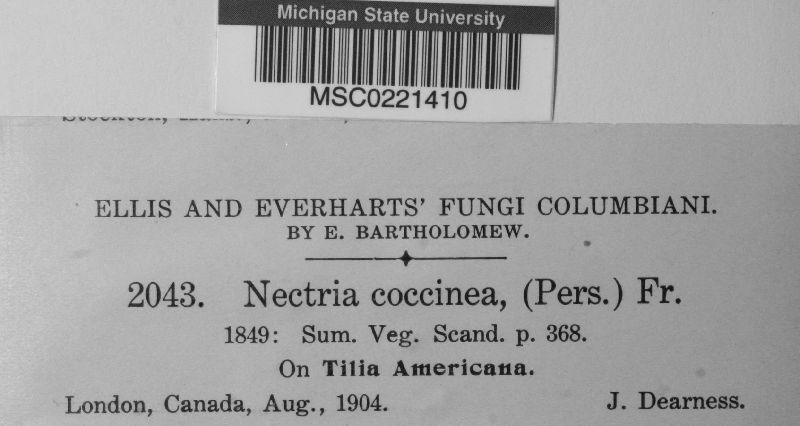 Michigan State University
MSC0221410
ELLIS AND EVERHARTS' FUNGI COLUMBIANI.
BY E. BARTHOLOMEW.
2043. Nectria coccinea, (Pers.) Fr.
1849: Sum. Veg. Scand. p. 368.
On Tilia Americana.
London, Canada, Aug., 1904. J. Dearness.